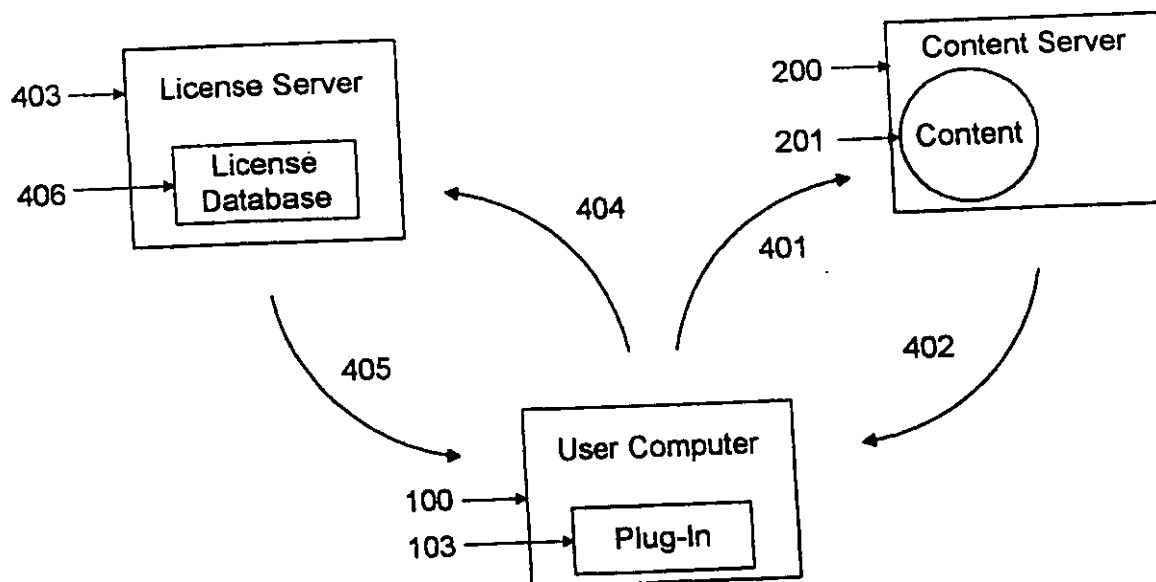 403
License Server
406
License
Database
200
Content Server
201
Content
404
401
405
402
100
User Computer
103
Plug-In